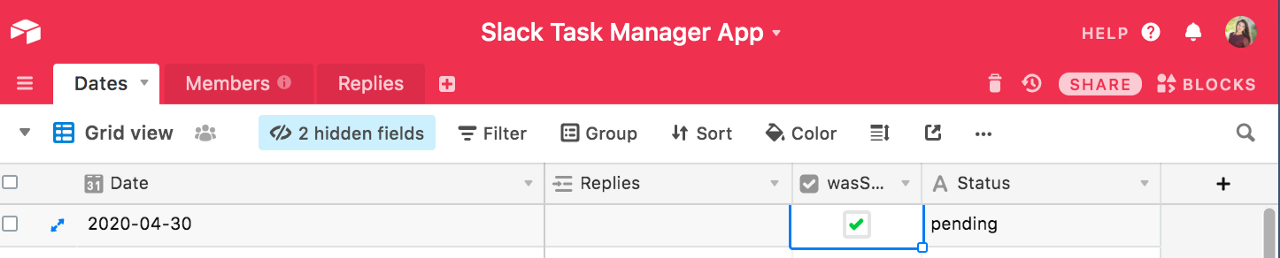 Slack Task Manager App
HELP
Dates Members Replies
SHARE BLOCKS
Grid view 2 hidden fields Filter Group Sort Color ...
31 Date Replies wasS... A Status +
2020-04-30 pending